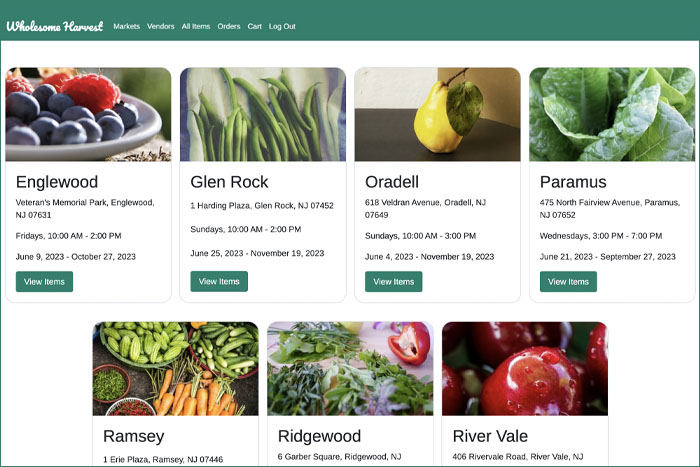 Wholesome Harvest
Markets Vendors All Items Orders Cart Log Out
Englewood
Veteran's Memorial Park, Englewood,
NJ 07631
Fridays, 10:00 AM - 2:00 PM
June 9, 2023 - October 27, 2023
View Items
Glen Rock
1 Harding Plaza, Glen Rock, NJ 07452
Sundays, 10:00 AM - 2:00 PM
June 25, 2023 - November 19, 2023
View Items
Oradell
618 Veldran Avenue, Oradell, NJ
07649
Sundays, 10:00 AM - 3:00 PM
June 4, 2023 - November 19, 2023
View Items
Paramus
475 North Fairview Avenue, Paramus,
NJ 07652
Wednesdays, 3:00 PM - 7:00 PM
June 21, 2023 - September 27, 2023
View Items
Ramsey
1 Erie Plaza, Ramsey, NJ 07446
Ridgewood
6 Garber Square, Ridgewood, NJ
River Vale
406 Rivervale Road, River Vale, NJ